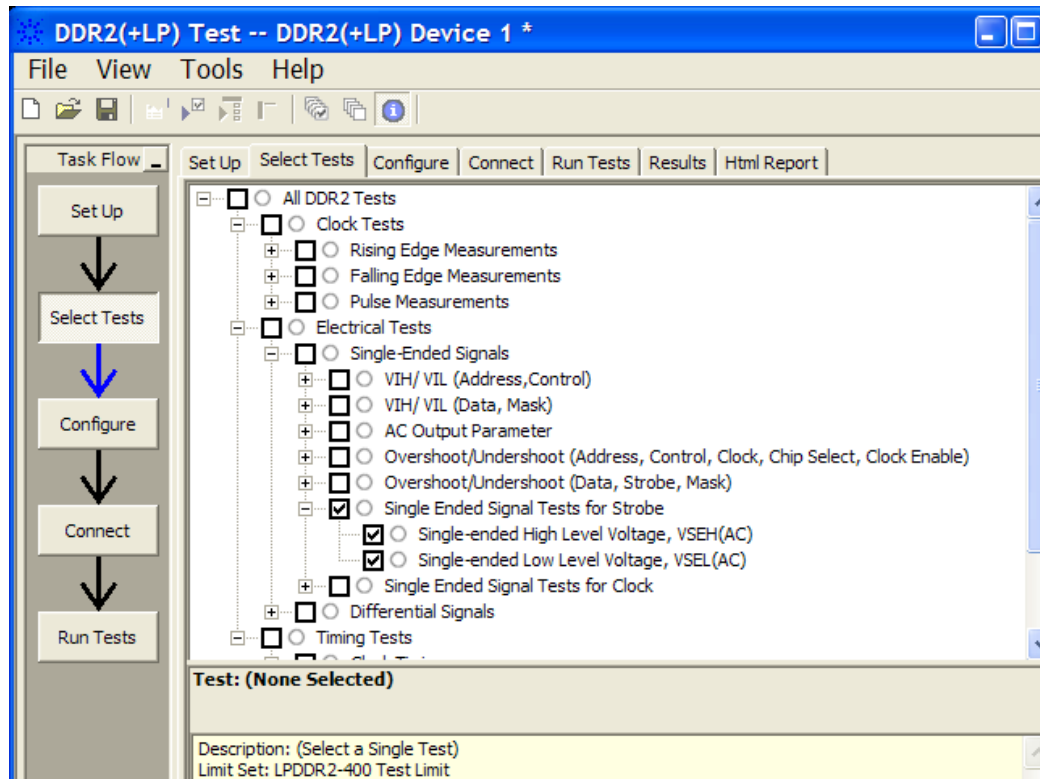 DDR2(+LP) Test -- DDR2(+LP) Device 1 *
File View Tools Help
Task Flow
Set Up
Select Tests
Configure
Connect
Run Tests
Set Up Select Tests Configure Connect Run Tests Results Html Report
All DDR2 Tests
Clock Tests
Rising Edge Measurements
Falling Edge Measurements
Pulse Measurements
Electrical Tests
Single-Ended Signals
VIH/ VIL (Address,Control)
VIH/ VIL (Data, Mask)
AC Output Parameter
Overshoot/Undershoot (Address, Control, Clock, Chip Select, Clock Enable)
Overshoot/Undershoot (Data, Strobe, Mask)
Single Ended Signal Tests for Strobe
Single-ended High Level Voltage, VSEH(AC)
Single-ended Low Level Voltage, VSEL(AC)
Single Ended Signal Tests for Clock
Differential Signals
Timing Tests
Test: (None Selected)
Description: (Select a Single Test)
Limit Set: LPDDR2-400 Test Limit